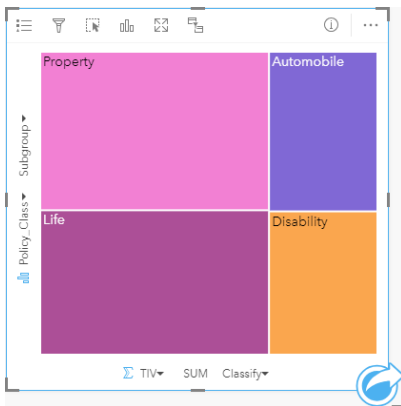 Property
Automobile
Life
Disability
Subgroup
Policy_Class
Σ TIV SUM Classify